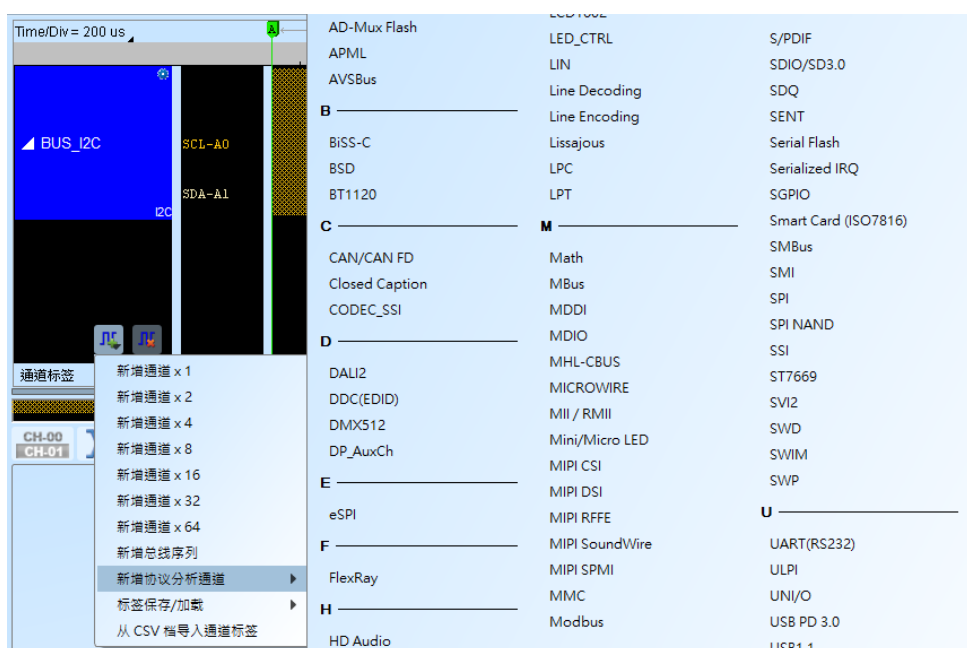 Time/Div = 200 us
A
BUS_I2C
I2C
SCL-A0
SDA-A1
通道标签
CH-00
CH-01
新增通道 x 1
新增通道 x 2
新增通道 x 4
新增通道 x 8
新增通道 x 16
新增通道 x 32
新增通道 x 64
新增总线序列
新增协议分析通道
标签保存/加载
从 CSV 档导入通道标签
AD-Mux Flash
APML
AVSBus
B
BiSS-C
BSD
BT1120
C
CAN/CAN FD
Closed Caption
CODEC_SSI
D
DALI2
DDC(EDID)
DMX512
DP_AuxCh
E
eSPI
F
FlexRay
H
HD Audio
LCD1602
LED_CTRL
LIN
Line Decoding
Line Encoding
Lissajous
LPC
LPT
M
Math
MBus
MDDI
MDIO
MHL-CBUS
MICROWIRE
MII / RMII
Mini/Micro LED
MIPI CSI
MIPI DSI
MIPI RFFE
MIPI SoundWire
MIPI SPMI
MMC
Modbus
S/PDIF
SDIO/SD3.0
SDQ
SENT
Serial Flash
Serialized IRQ
SGPIO
Smart Card (ISO7816)
SMBus
SMI
SPI
SPI NAND
SSI
ST7669
SVI2
SWD
SWIM
SWP
U
UART(RS232)
ULPI
UNI/O
USB PD 3.0
USB1.1